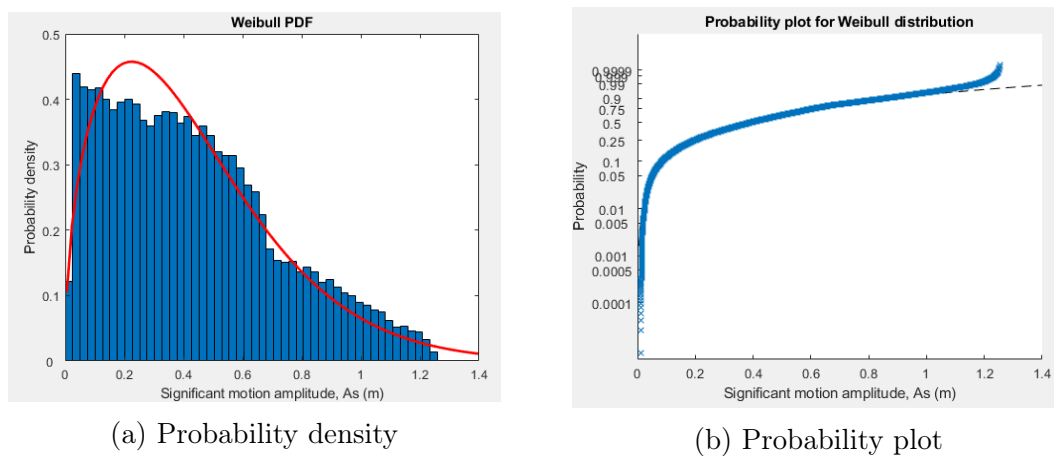 Weibull PDF
0.5
0.4
0.3
0.2
0.1
0
Probability density
0 0.2 0.4 0.6 0.8 1 1.2 1.4
Significant motion amplitude, As (m)
(a) Probability density
Probability plot for Weibull distribution
0.9999
0.999
0.99
0.9
0.75
0.5
0.25
0.1
0.05
0.01
0.005
0.001
0.0005
0.0001
Probability
0 0.2 0.4 0.6 0.8 1 1.2 1.4
Significant motion amplitude, As (m)
(b) Probability plot